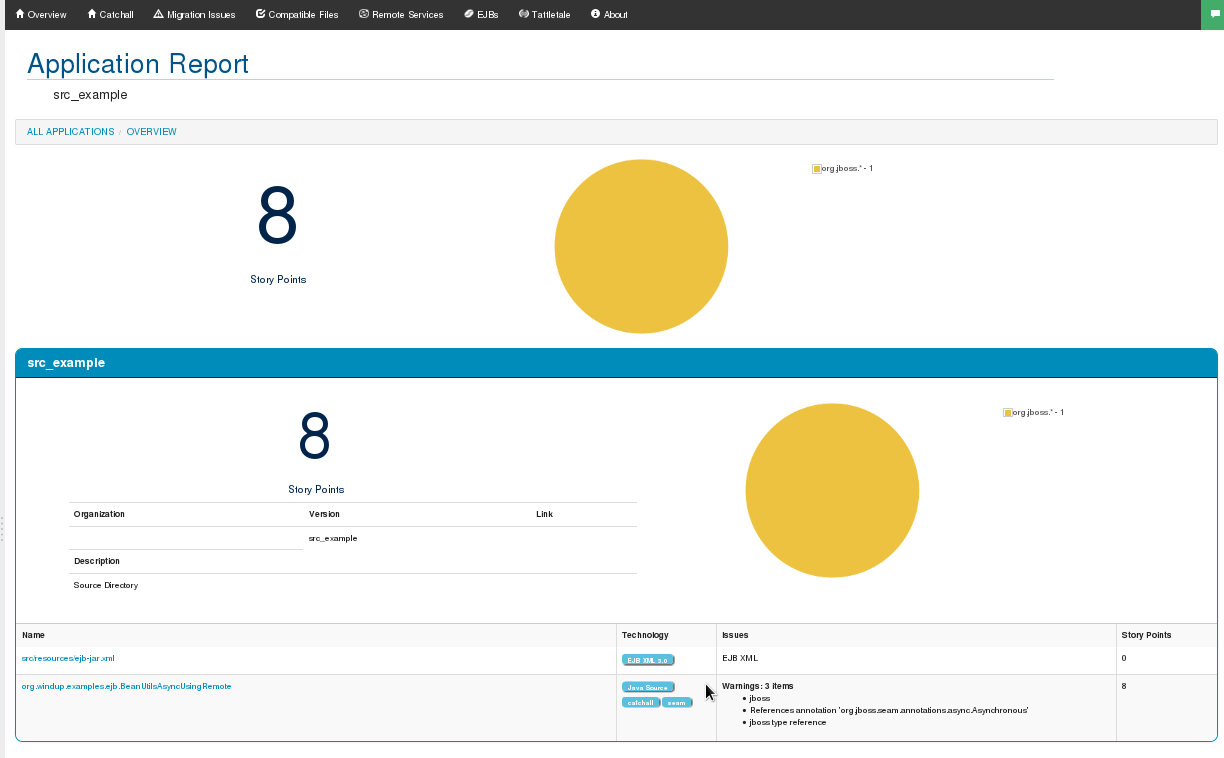 Overview Catchall Migration Issues Compatible Files Remote Services EJBs Tattletale About
Application Report
src_example
ALL APPLICATIONS / OVERVIEW
org.jboss.* - 1
8
Story Points
src_example
org.jboss.* - 1
8
Story Points
Organization Version Link
src_example
Description
Source Directory
Name Technology Issues Story Points
src/resources/ejb-jar.xml EJB XML 3.0 EJB XML 0
org.windup.examples.ejb.BeanUtilsAsyncUsingRemote Java Source Warnings: 3 items 8
catchall seam • jboss
• References annotation 'org.jboss.seam.annotations.async.Asynchronous'
• jboss type reference